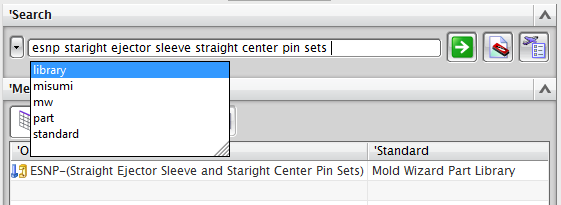 'Search
esnp staright ejector sleeve straight center pin sets
library
misumi
mw
part
standard
'Me
'O
'Standard
ESNP-(Straight Ejector Sleeve and Staright Center Pin Sets)
Mold Wizard Part Library